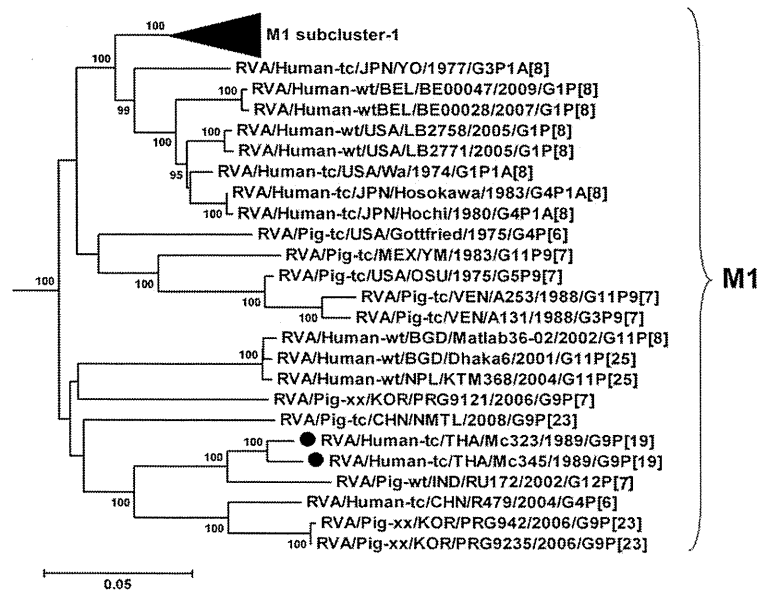 100
M1 subcluster-1
100
RVA/Human-tc/JPN/YO/1977/G3P1A[8]
100
RVA/Human-wt/BEL/BE00047/2009/G1P[8]
99
RVA/Human-wtBEL/BE00028/2007/G1P[8]
100
RVA/Human-wt/USA/LB2758/2005/G1P[8]
100
RVA/Human-wt/USA/LB2771/2005/G1P[8]
95
RVA/Human-tc/USA/Wa/1974/G1P1A[8]
RVA/Human-tc/JPN/Hosokawa/1983/G4P1A[8]
100
RVA/Human-tc/JPN/Hochi/1980/G4P1A[8]
RVA/Pig-tc/USA/Gottfried/1975/G4P[6]
RVA/Pig-tc/MEX/YM/1983/G11P9[7]
100
RVA/Pig-tc/USA/OSU/1975/G5P9[7]
100
M1
100
RVA/Pig-tc/VEN/A253/1988/G11P9[7]
100
RVA/Pig-tc/VEN/A131/1988/G3P9[7]
RVA/Human-wt/BGD/Matlab36-02/2002/G11P[8]
100
RVA/Human-wt/BGD/Dhaka6/2001/G11P[25]
RVA/Human-wt/NPL/KTM368/2004/G11P[25]
RVA/Pig-xx/KOR/PRG9121/2006/G9P[7]
RVA/Pig-tc/CHN/NMTL/2008/G9P[23]
100
RVA/Human-tc/THA/Mc323/1989/G9P[19]
100
RVA/Human-tc/THA/Mc345/1989/G9P[19]
RVA/Pig-wt/IND/RU172/2002/G12P[7]
100
RVA/Human-tc/CHN/R479/2004/G4P[6]
100
RVA/Pig-xx/KOR/PRG942/2006/G9P[23]
100
RVA/Pig-xx/KOR/PRG9235/2006/G9P[23]
0.05